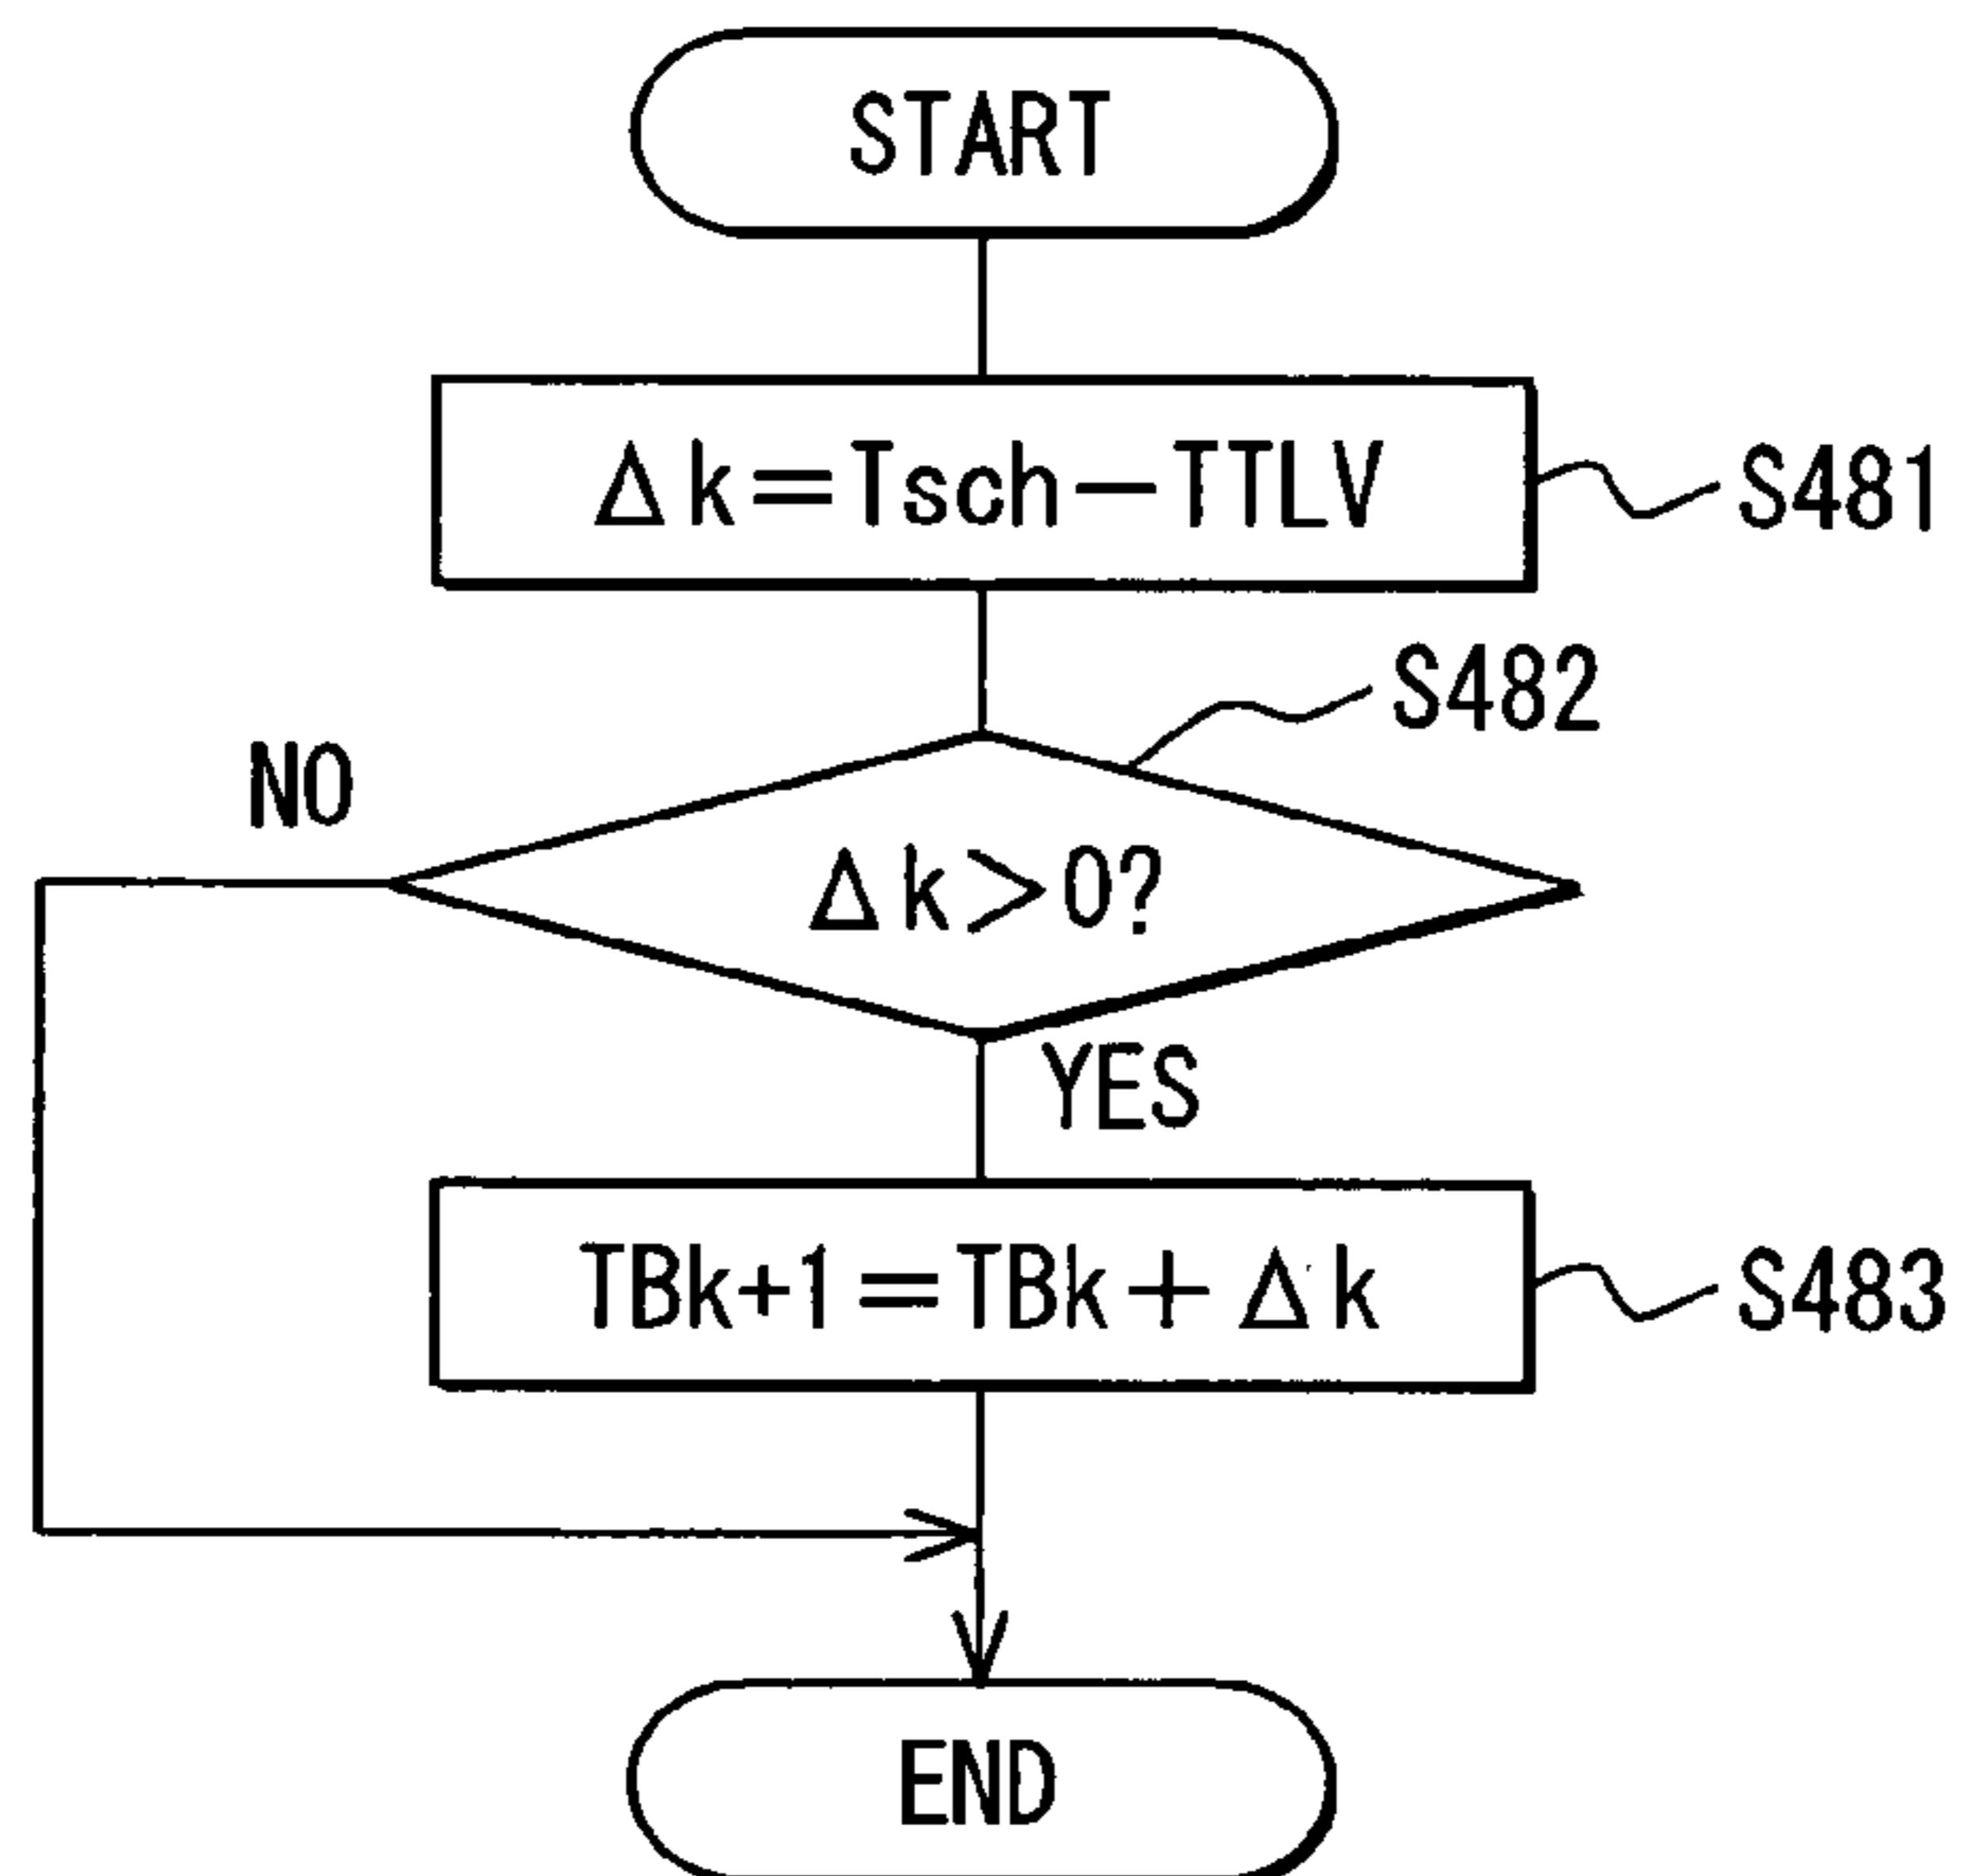 START
Δk=Tsch−TTLV
S481
S482
NO
Δk>0?
YES
TBk+1=TBk+Δk
S483
END